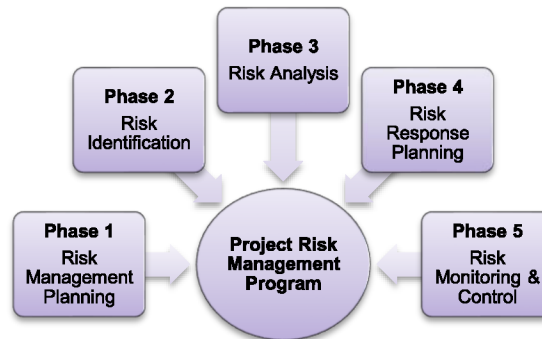 Phase 1
Risk
Management
Planning
Phase 2
Risk
Identification
Phase 3
Risk Analysis
Phase 4
Risk
Response
Planning
Phase 5
Risk
Monitoring &
Control
Project Risk
Management
Program